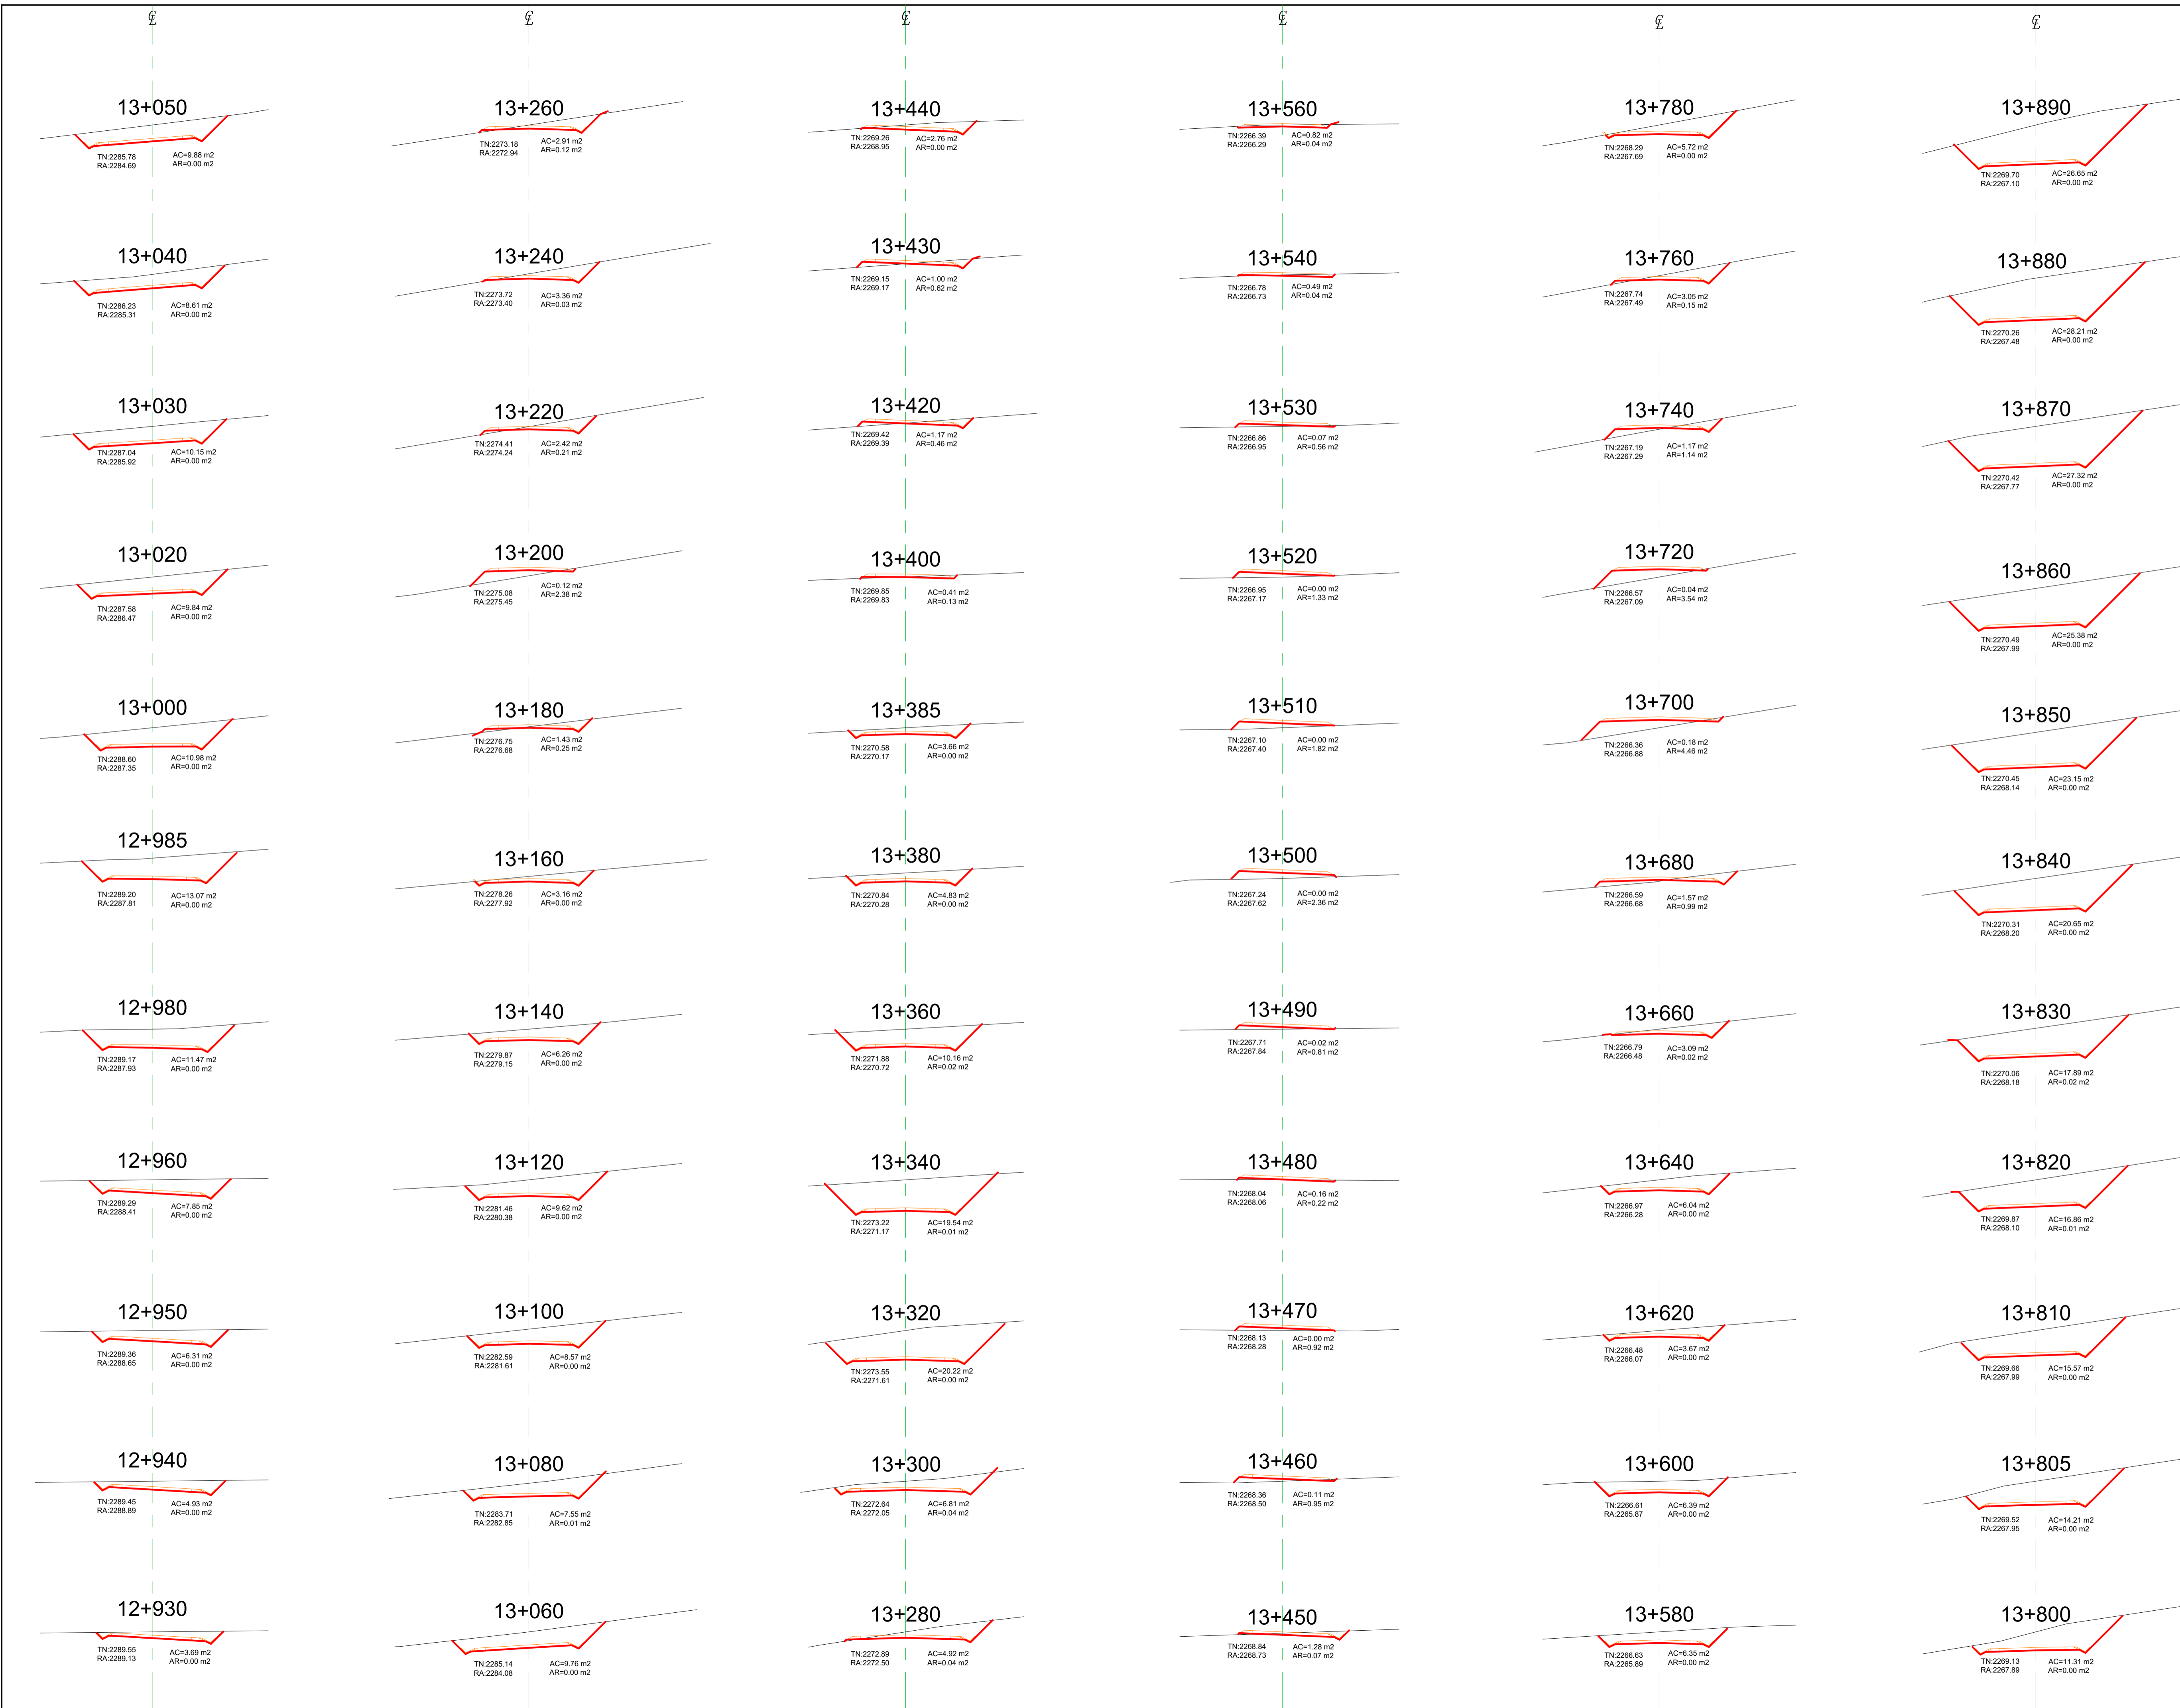 ℄ ℄ ℄ ℄ ℄ ℄
13+050
TN:2285.78 AC=9.88 m2
RA:2284.69 AR=0.00 m2
13+040
TN:2286.23 AC=8.61 m2
RA:2285.31 AR=0.00 m2
13+030
TN:2287.04 AC=10.15 m2
RA:2285.92 AR=0.00 m2
13+020
TN:2287.58 AC=9.84 m2
RA:2286.47 AR=0.00 m2
13+000
TN:2288.60 AC=10.98 m2
RA:2287.35 AR=0.00 m2
12+985
TN:2289.20 AC=13.07 m2
RA:2287.81 AR=0.00 m2
12+980
TN:2289.17 AC=11.47 m2
RA:2287.93 AR=0.00 m2
12+960
TN:2289.29 AC=7.85 m2
RA:2288.41 AR=0.00 m2
12+950
TN:2289.36 AC=6.31 m2
RA:2288.65 AR=0.00 m2
12+940
TN:2289.45 AC=4.93 m2
RA:2288.89 AR=0.00 m2
12+930
TN:2289.55 AC=3.69 m2
RA:2289.13 AR=0.00 m2
13+260
TN:2273.18 AC=2.91 m2
RA:2272.94 AR=0.12 m2
13+240
TN:2273.72 AC=3.36 m2
RA:2273.40 AR=0.03 m2
13+220
TN:2274.41 AC=2.42 m2
RA:2274.24 AR=0.21 m2
13+200
TN:2275.08 AC=0.12 m2
RA:2275.45 AR=2.38 m2
13+180
TN:2276.75 AC=1.43 m2
RA:2276.68 AR=0.25 m2
13+160
TN:2278.26 AC=3.16 m2
RA:2277.92 AR=0.00 m2
13+140
TN:2279.87 AC=6.26 m2
RA:2279.15 AR=0.00 m2
13+120
TN:2281.46 AC=9.62 m2
RA:2280.38 AR=0.00 m2
13+100
TN:2282.59 AC=8.57 m2
RA:2281.61 AR=0.00 m2
13+080
TN:2283.71 AC=7.55 m2
RA:2282.85 AR=0.01 m2
13+060
TN:2285.14 AC=9.76 m2
RA:2284.08 AR=0.00 m2
13+440
TN:2269.26 AC=2.76 m2
RA:2268.95 AR=0.00 m2
13+430
TN:2269.15 AC=1.00 m2
RA:2269.17 AR=0.62 m2
13+420
TN:2269.42 AC=1.17 m2
RA:2269.39 AR=0.46 m2
13+400
TN:2269.85 AC=0.41 m2
RA:2269.83 AR=0.13 m2
13+385
TN:2270.58 AC=3.66 m2
RA:2270.17 AR=0.00 m2
13+380
TN:2270.84 AC=4.83 m2
RA:2270.28 AR=0.00 m2
13+360
TN:2271.88 AC=10.16 m2
RA:2270.72 AR=0.02 m2
13+340
TN:2273.22 AC=19.54 m2
RA:2271.17 AR=0.01 m2
13+320
TN:2273.55 AC=20.22 m2
RA:2271.61 AR=0.00 m2
13+300
TN:2272.64 AC=6.81 m2
RA:2272.05 AR=0.04 m2
13+280
TN:2272.89 AC=4.92 m2
RA:2272.50 AR=0.04 m2
13+560
TN:2266.39 AC=0.82 m2
RA:2266.29 AR=0.04 m2
13+540
TN:2266.78 AC=0.49 m2
RA:2266.73 AR=0.04 m2
13+530
TN:2266.86 AC=0.07 m2
RA:2266.95 AR=0.56 m2
13+520
TN:2266.95 AC=0.00 m2
RA:2267.17 AR=1.33 m2
13+510
TN:2267.10 AC=0.00 m2
RA:2267.40 AR=1.82 m2
13+500
TN:2267.24 AC=0.00 m2
RA:2267.62 AR=2.36 m2
13+490
TN:2267.71 AC=0.02 m2
RA:2267.84 AR=0.81 m2
13+480
TN:2268.04 AC=0.16 m2
RA:2268.06 AR=0.22 m2
13+470
TN:2268.13 AC=0.00 m2
RA:2268.28 AR=0.92 m2
13+460
TN:2268.36 AC=0.11 m2
RA:2268.50 AR=0.95 m2
13+450
TN:2268.84 AC=1.28 m2
RA:2268.73 AR=0.07 m2
13+780
TN:2268.29 AC=5.72 m2
RA:2267.69 AR=0.00 m2
13+760
TN:2267.74 AC=3.05 m2
RA:2267.49 AR=0.15 m2
13+740
TN:2267.19 AC=1.17 m2
RA:2267.29 AR=1.14 m2
13+720
TN:2266.57 AC=0.04 m2
RA:2267.09 AR=3.54 m2
13+700
TN:2266.36 AC=0.18 m2
RA:2266.88 AR=4.46 m2
13+680
TN:2266.59 AC=1.57 m2
RA:2266.68 AR=0.99 m2
13+660
TN:2266.79 AC=3.09 m2
RA:2266.48 AR=0.02 m2
13+640
TN:2266.97 AC=6.04 m2
RA:2266.28 AR=0.00 m2
13+620
TN:2266.48 AC=3.67 m2
RA:2266.07 AR=0.00 m2
13+600
TN:2266.61 AC=6.39 m2
RA:2265.87 AR=0.00 m2
13+580
TN:2266.63 AC=6.35 m2
RA:2265.89 AR=0.00 m2
13+890
TN:2269.70 AC=26.65 m2
RA:2267.10 AR=0.00 m2
13+880
TN:2270.26 AC=28.21 m2
RA:2267.48 AR=0.00 m2
13+870
TN:2270.42 AC=27.32 m2
RA:2267.77 AR=0.00 m2
13+860
TN:2270.49 AC=25.38 m2
RA:2267.99 AR=0.00 m2
13+850
TN:2270.45 AC=23.15 m2
RA:2268.14 AR=0.00 m2
13+840
TN:2270.31 AC=20.65 m2
RA:2268.20 AR=0.00 m2
13+830
TN:2270.06 AC=17.89 m2
RA:2268.18 AR=0.02 m2
13+820
TN:2269.87 AC=16.86 m2
RA:2268.10 AR=0.01 m2
13+810
TN:2269.66 AC=15.57 m2
RA:2267.99 AR=0.00 m2
13+805
TN:2269.52 AC=14.21 m2
RA:2267.95 AR=0.00 m2
13+800
TN:2269.13 AC=11.31 m2
RA:2267.89 AR=0.00 m2